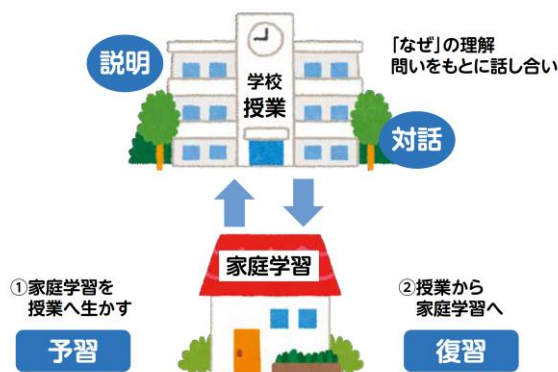 説明
学校
授業
「なぜ」の理解
問いをもとに話し合い
対話
家庭学習
①家庭学習を
授業へ生かす
予習
②授業から
家庭学習へ
復習